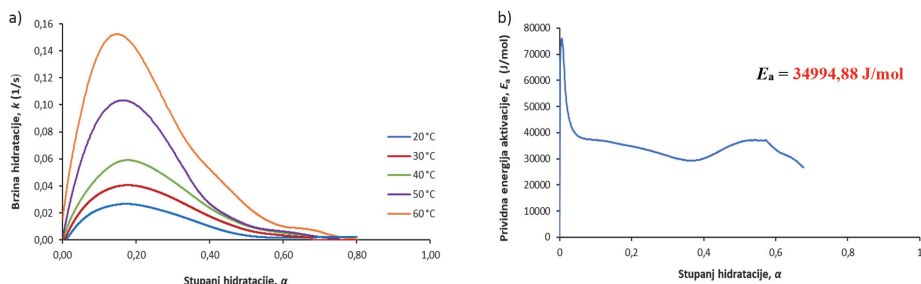 a)
Brzina hidratacije, k (1/s)
0,16
0,14
0,12
0,10
0,08
0,06
0,04
0,02
0,00
0,00 0,20 0,40 0,60 0,80 1,00
Stupanj hidratacije, α
20°C
30°C
40°C
50°C
60°C
b)
Prividna energija aktivacije, Ea (J/mol)
80000
70000
60000
50000
40000
30000
20000
10000
0
0 0,2 0,4 0,6 0,8 1
Stupanj hidratacije, α
Ea = 34994,88 J/mol